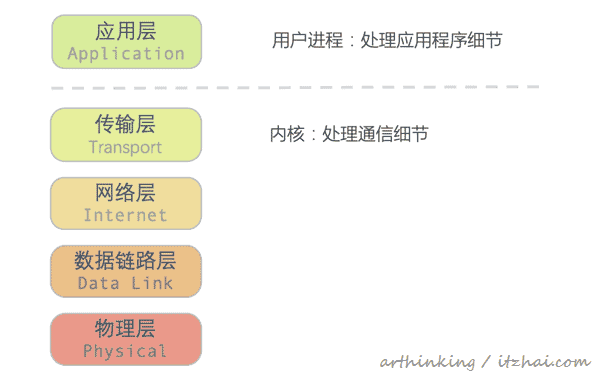 应用层
Application
用户进程：处理应用程序细节
传输层
Transport
内核：处理通信细节
网络层
Internet
数据链路层
Data Link
物理层
Physical
arthinking / itzhai.com